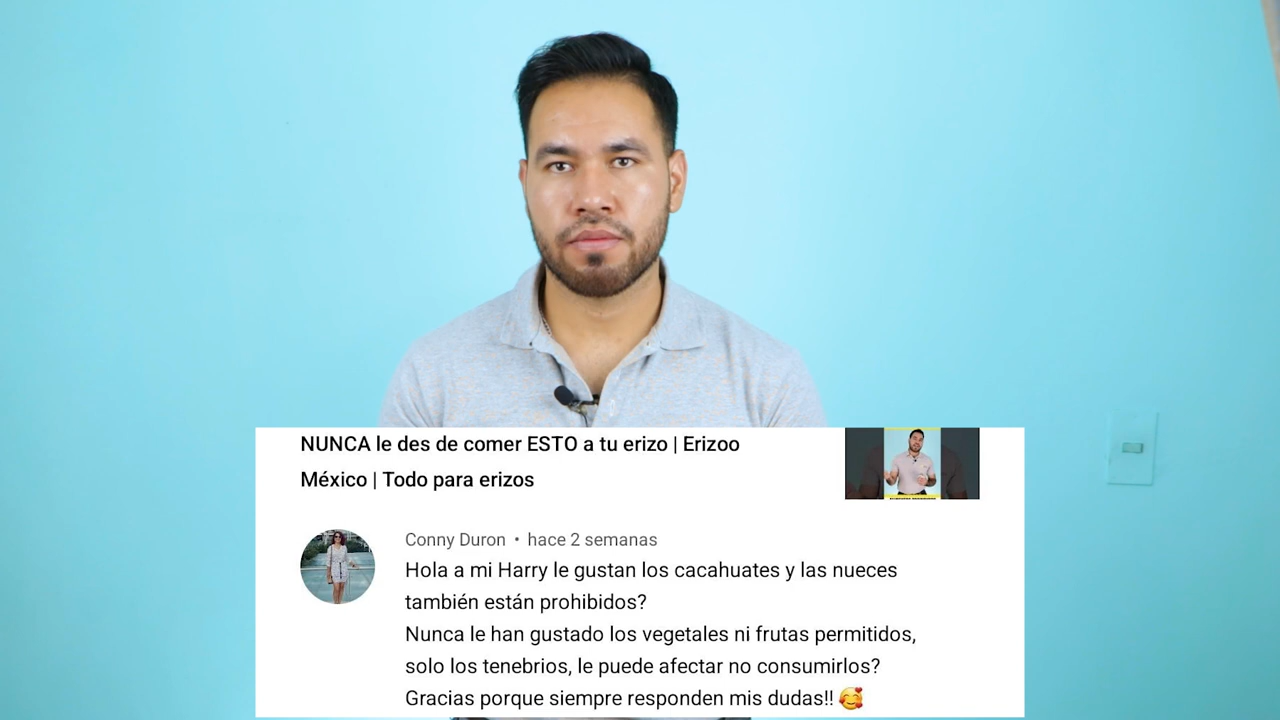 NUNCA le des de comer ESTO a tu erizo | Erizoo
México | Todo para erizos
Conny Duron • hace 2 semanas
Hola a mi Harry le gustan los cacahuates y las nueces
también están prohibidos?
Nunca le han gustado los vegetales ni frutas permitidos,
solo los tenebrios, le puede afectar no consumirlos?
Gracias porque siempre responden mis dudas!! 🥰